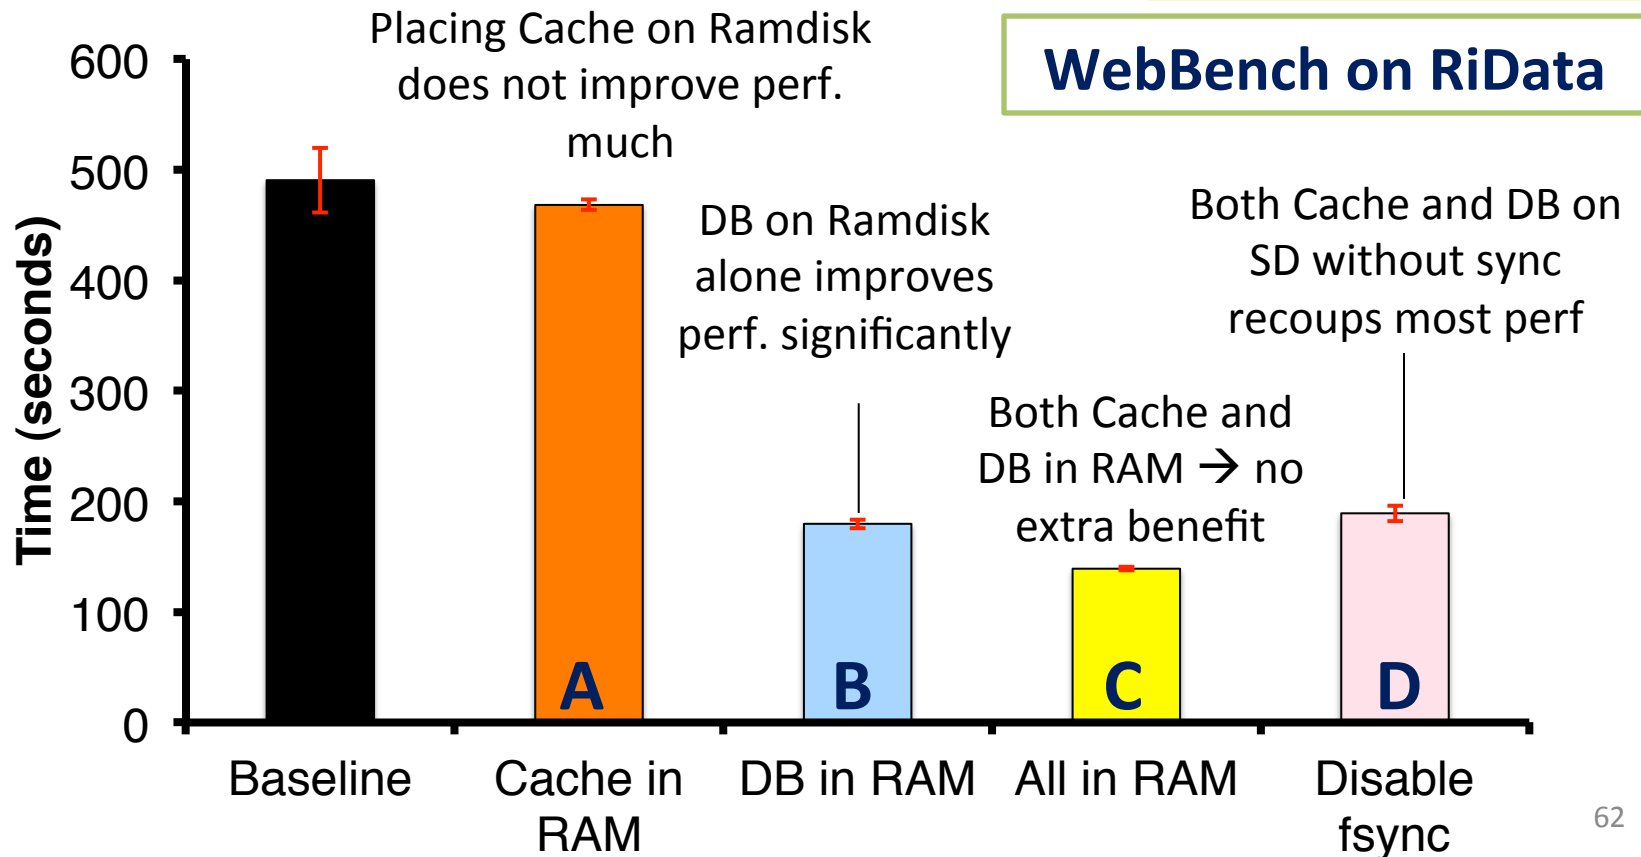 Placing Cache on Ramdisk
does not improve perf.
much
WebBench on RiData
DB on Ramdisk
alone improves
perf. significantly
Both Cache and DB on
SD without sync
recoups most perf
Both Cache and
DB in RAM → no
extra benefit
Time (seconds)
600
500
400
300
200
100
0
A
B
C
D
Baseline
Cache in
RAM
DB in RAM
All in RAM
Disable
fsync
62